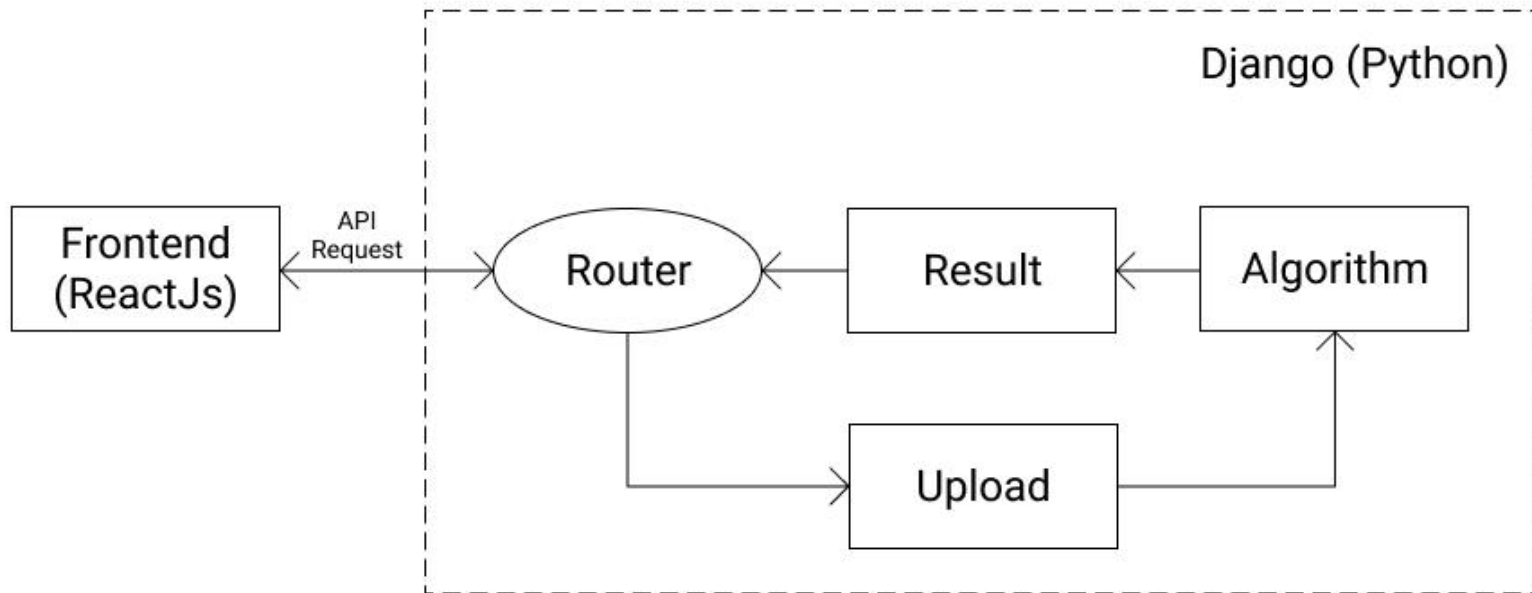 Django (Python)
Frontend
(ReactJs)
API
Request
Router
Result
Algorithm
Upload